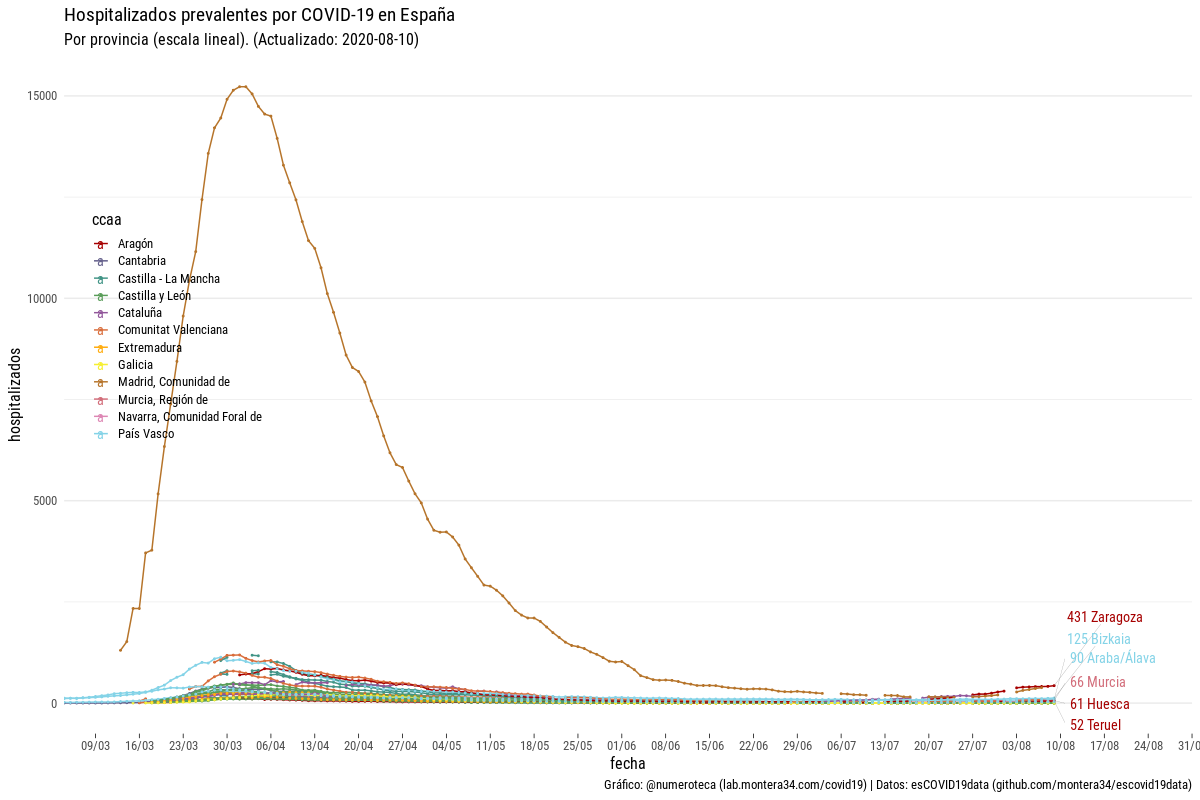 Hospitalizados prevalentes por COVID-19 en España
Por provincia (escala lineal). (Actualizado: 2020-08-10)
hospitalizados
15000
10000
5000
0
ccaa
Aragón
Cantabria
Castilla - La Mancha
Castilla y León
Cataluña
Comunitat Valenciana
Extremadura
Galicia
Madrid, Comunidad de
Murcia, Región de
Navarra, Comunidad Foral de
País Vasco
431 Zaragoza
125 Bizkaia
90 Araba/Álava
66 Murcia
61 Huesca
52 Teruel
09/03 16/03 23/03 30/03 06/04 13/04 20/04 27/04 04/05 11/05 18/05 25/05 01/06 08/06 15/06 22/06 29/06 06/07 13/07 20/07 27/07 03/08 10/08 17/08 24/08 31/0
fecha
Gráfico: @numeroteca (lab.montera34.com/covid19) | Datos: esCOVID19data (github.com/montera34/escovid19data)